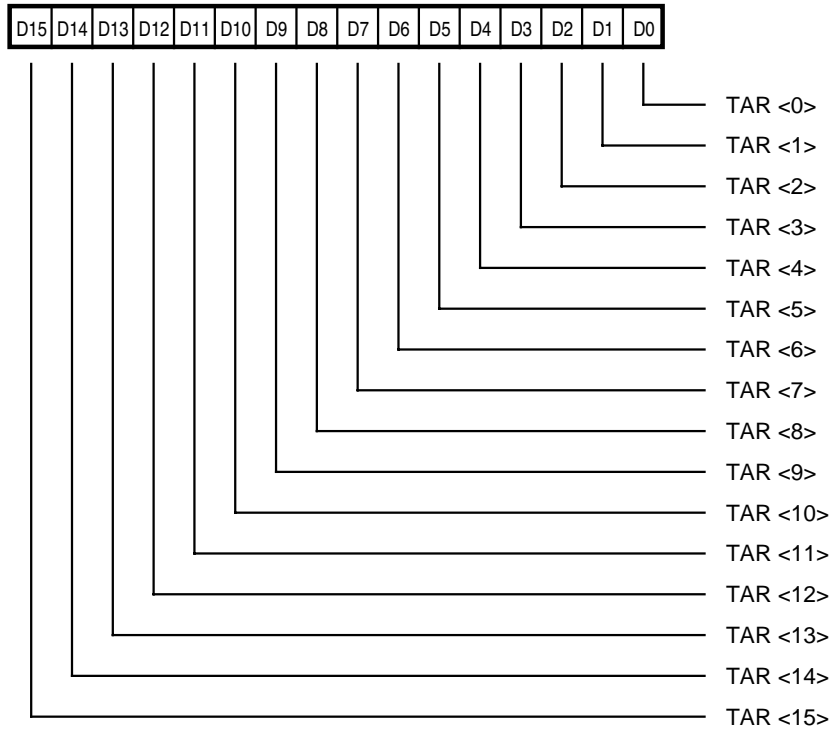 D15 D14 D13 D12 D11 D10 D9 D8 D7 D6 D5 D4 D3 D2 D1 D0
TAR <0>
TAR <1>
TAR <2>
TAR <3>
TAR <4>
TAR <5>
TAR <6>
TAR <7>
TAR <8>
TAR <9>
TAR <10>
TAR <11>
TAR <12>
TAR <13>
TAR <14>
TAR <15>